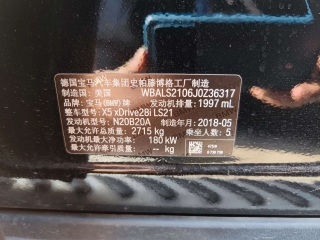 德国宝马汽车集团史帕滕博格工厂制造
制造国：美国 WBALS2106J0Z36317
品牌：宝马(BMW)牌 发动机排量：1997 mL
整车型号：X5 xDrive28i LS21
发动机型号：N20B20A 制造年月：2018-05
最大允许总质量：2715 kg 乘坐人数：5
发动机最大净功率：180 kW
最大允许牵引质量：-- kg